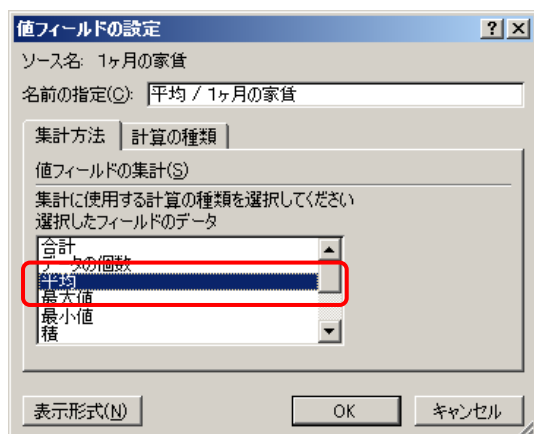 値フィールドの設定
ソース名: 1ヶ月の家賃
名前の指定(C): 平均 / 1ヶ月の家賃
集計方法 計算の種類
値フィールドの集計(S)
集計に使用する計算の種類を選択してください
選択したフィールドのデータ
合計
データの個数
平均
最大値
最小値
積
表示形式(N) OK キャンセル